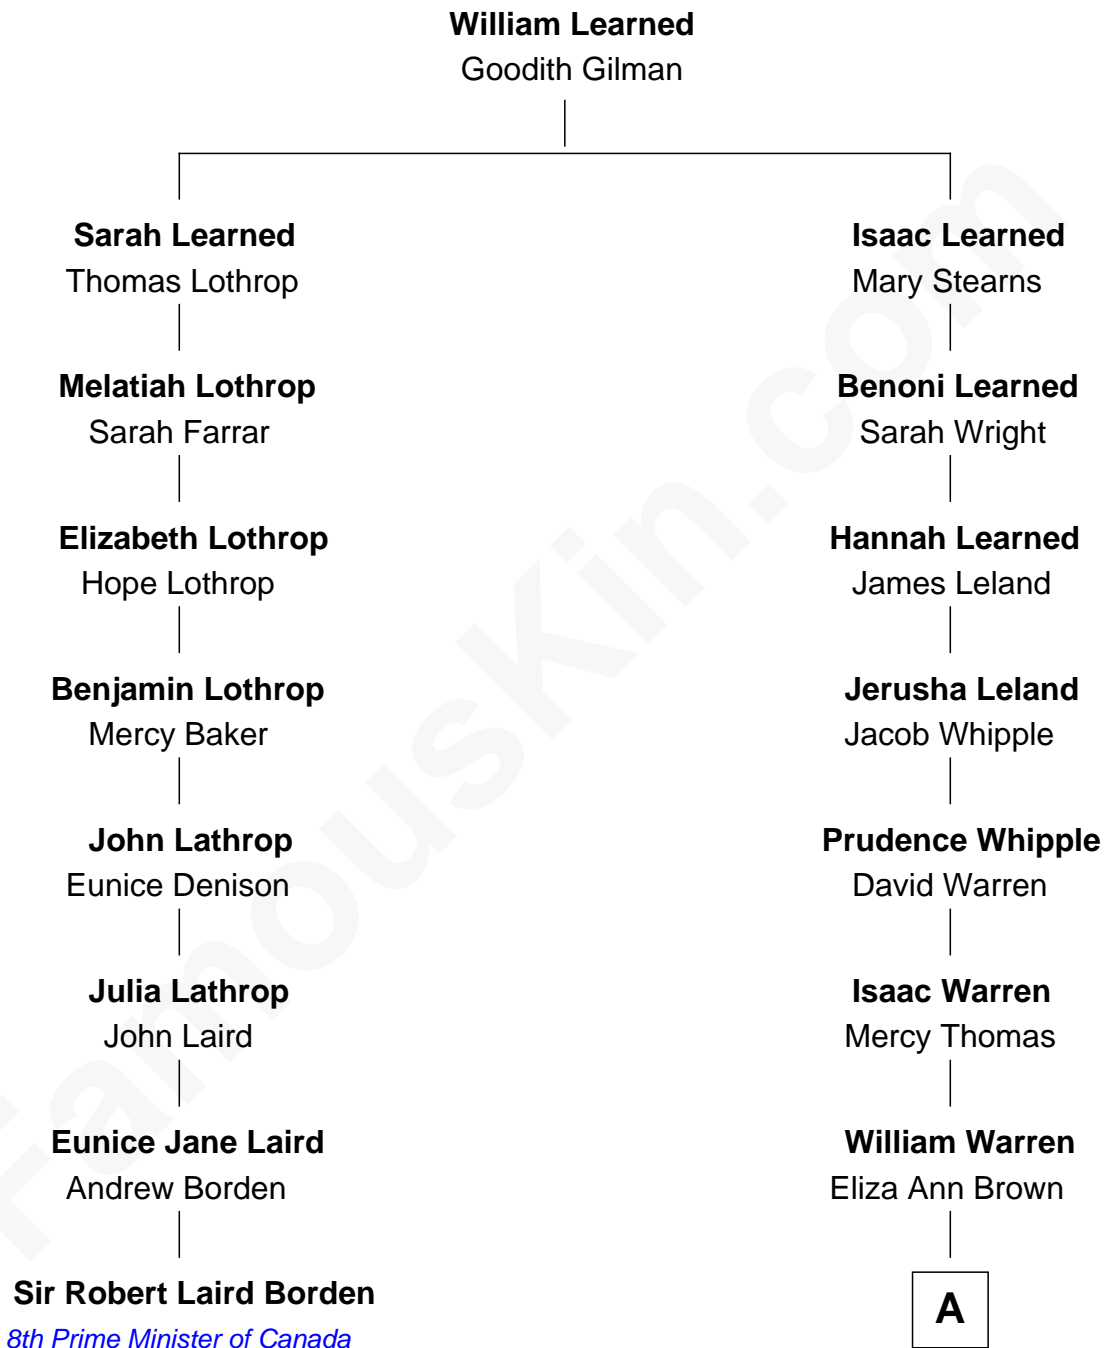 William Learned
Goodith Gilman
Sarah Learned
Thomas Lothrop
Melatiah Lothrop
Sarah Farrar
Elizabeth Lothrop
Hope Lothrop
Benjamin Lothrop
Mercy Baker
John Lathrop
Eunice Denison
Julia Lathrop
John Laird
Eunice Jane Laird
Andrew Borden
Sir Robert Laird Borden
8th Prime Minister of Canada
Isaac Learned
Mary Stearns
Benoni Learned
Sarah Wright
Hannah Learned
James Leland
Jerusha Leland
Jacob Whipple
Prudence Whipple
David Warren
Isaac Warren
Mercy Thomas
William Warren
Eliza Ann Brown
A
FamousKin.com